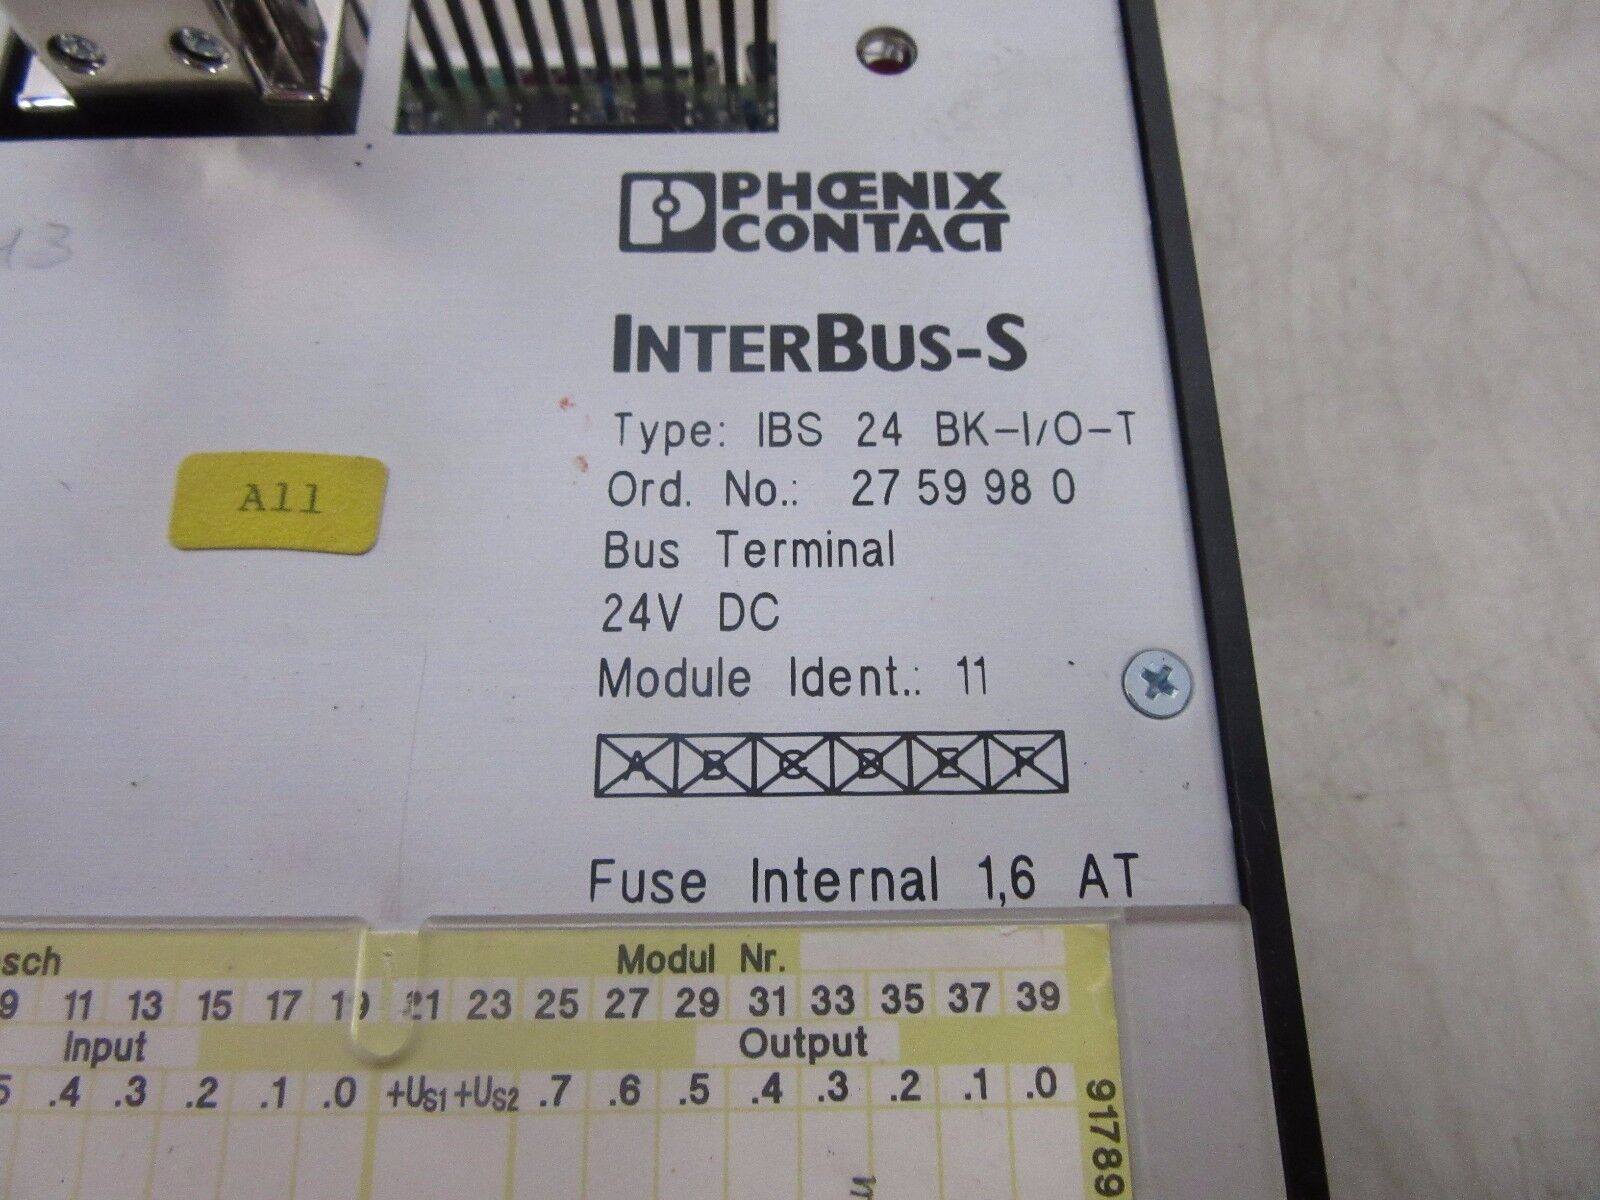 PHŒNIX
CONTACT
INTERBUS-S
Type: IBS 24 BK-I/O-T
Ord. No.: 27 59 98 0
Bus Terminal
24V DC
Module Ident.: 11
A B C D E F
Fuse Internal 1,6 AT
A11
Modul Nr.
9 11 13 15 17 19 21 23 25 27 29 31 33 35 37 39
Input Output
.4 .3 .2 .1 .0 +US1 +US2 .7 .6 .5 .4 .3 .2 .1 .0
91789